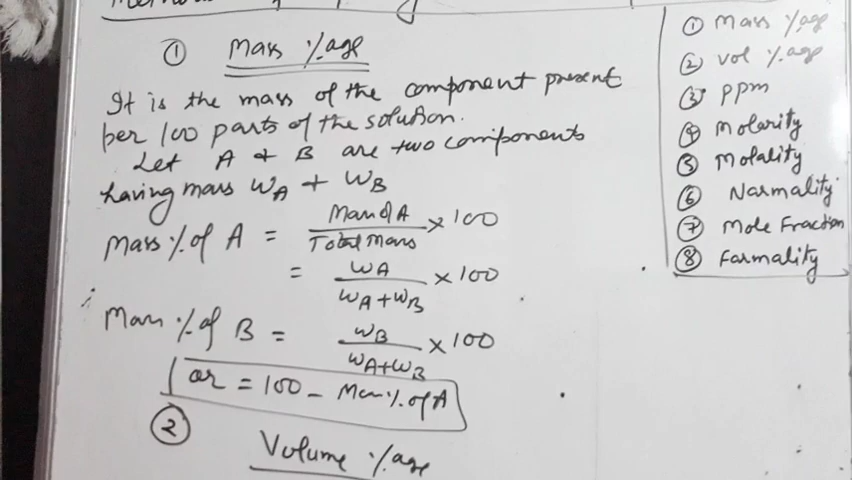 ① Mass %age
It is the mass of the component present
per 100 parts of the solution.
Let A & B are two components
having mass WA + WB
Mass % of A = Mass of A / Total Mass × 100
= WA / WA + WB × 100
Mass % of B = WB / WA + WB × 100
or = 100 - Mass % of A
② Volume %age
① Mass %age
② Vol %age
③ PPm
④ Molarity
⑤ Molality
⑥ Normality
⑦ Mole Fraction
⑧ Formality